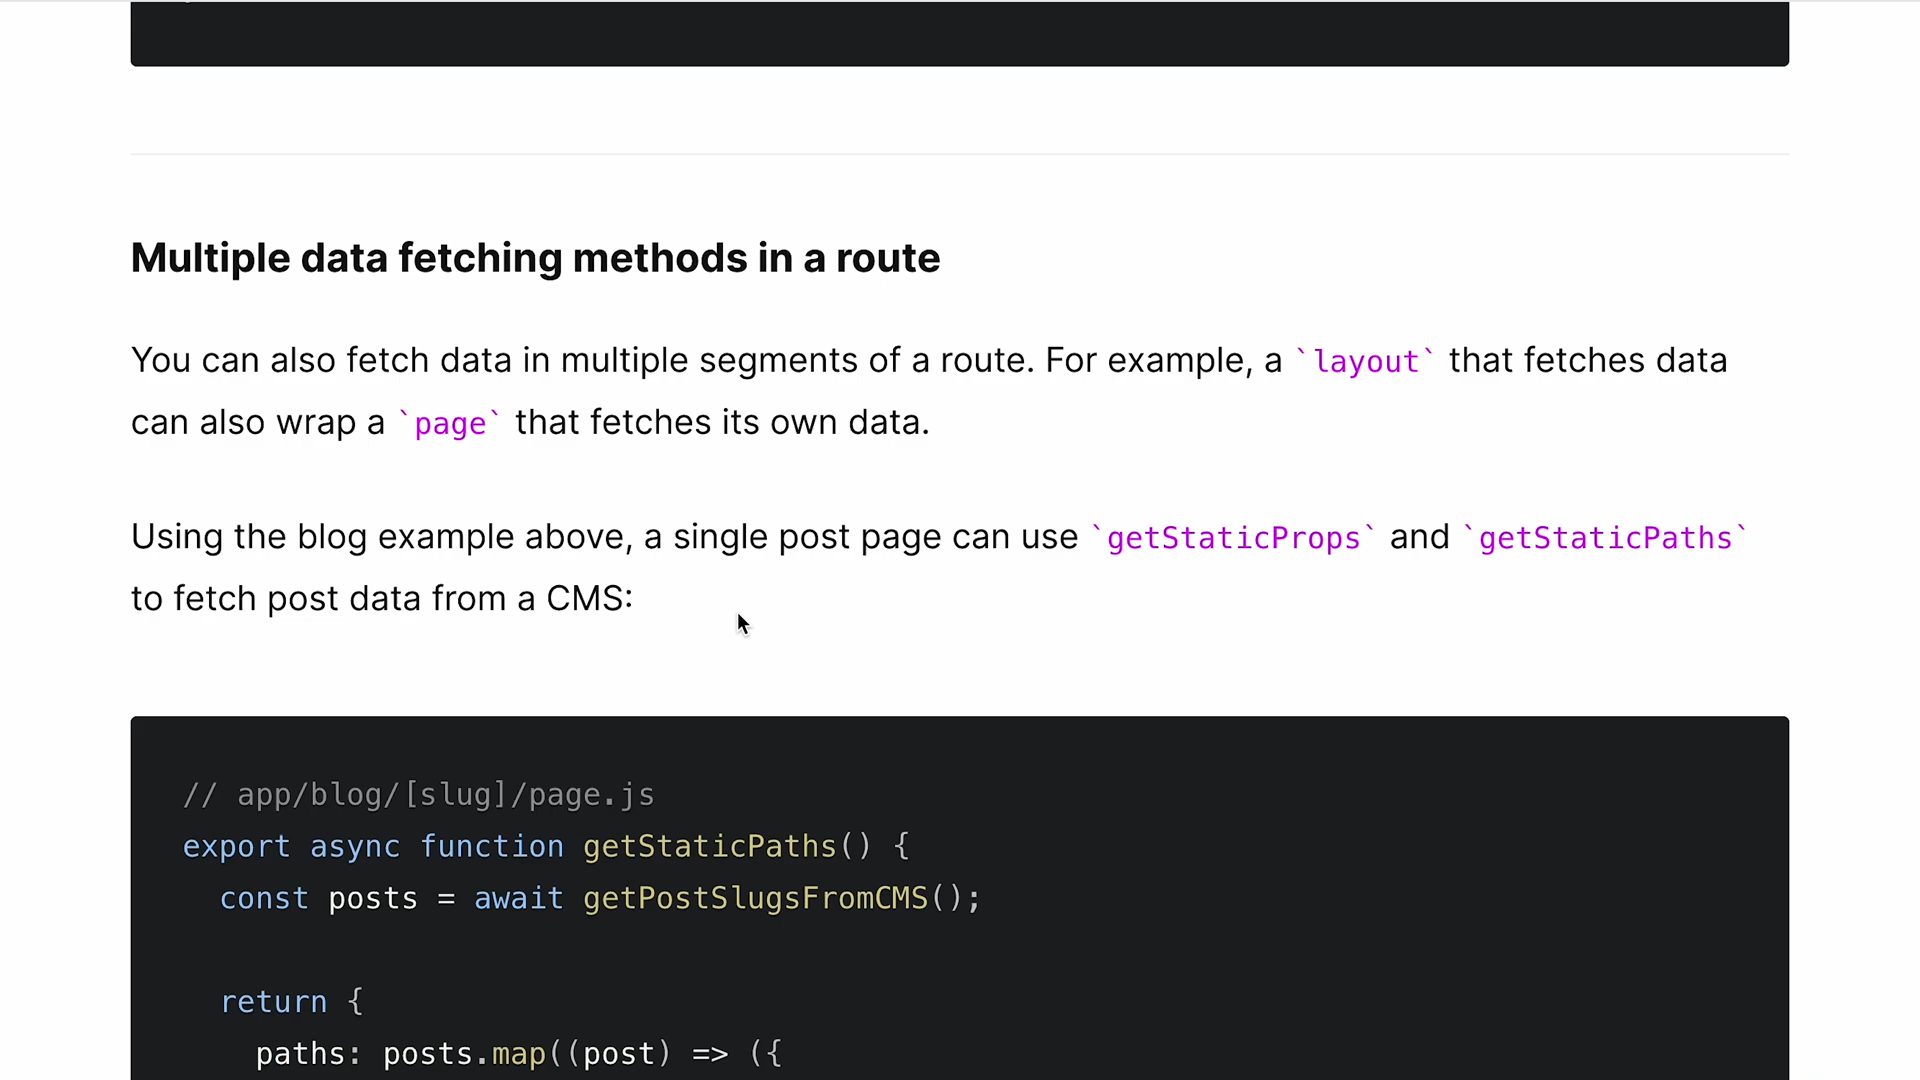 Multiple data fetching methods in a route
You can also fetch data in multiple segments of a route. For example, a `layout` that fetches data
can also wrap a `page` that fetches its own data.
Using the blog example above, a single post page can use `getStaticProps` and `getStaticPaths`
to fetch post data from a CMS:
// app/blog/[slug]/page.js
export async function getStaticPaths() {
  const posts = await getPostSlugsFromCMS();
  return {
    paths: posts.map((post) => ({